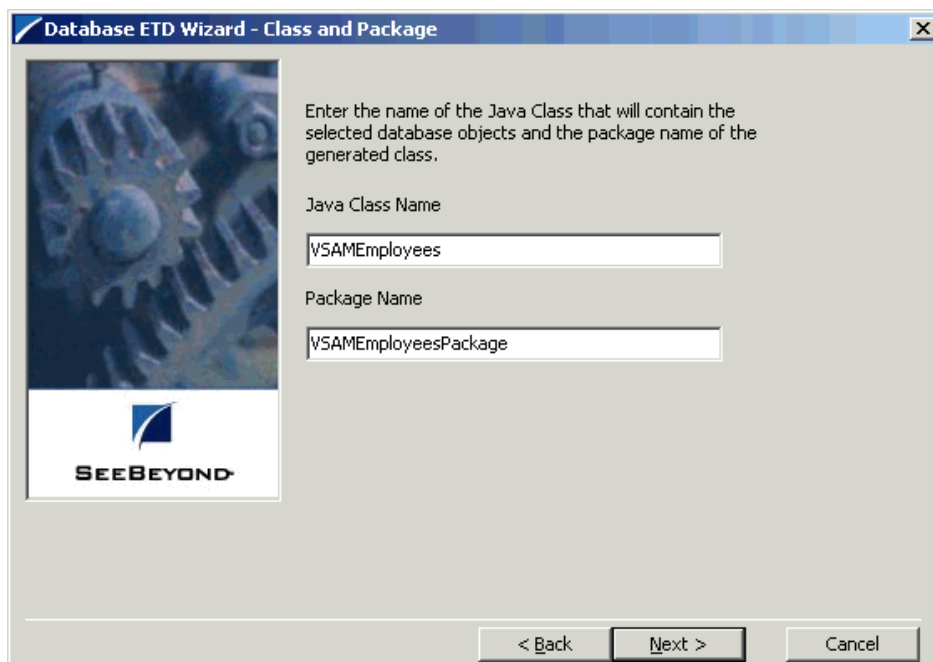 Database ETD Wizard - Class and Package
Enter the name of the Java Class that will contain the
selected database objects and the package name of the
generated class.
Java Class Name
VSAMEmployees
Package Name
VSAMEmployeesPackage
SEEBEYOND
< Back
Next >
Cancel